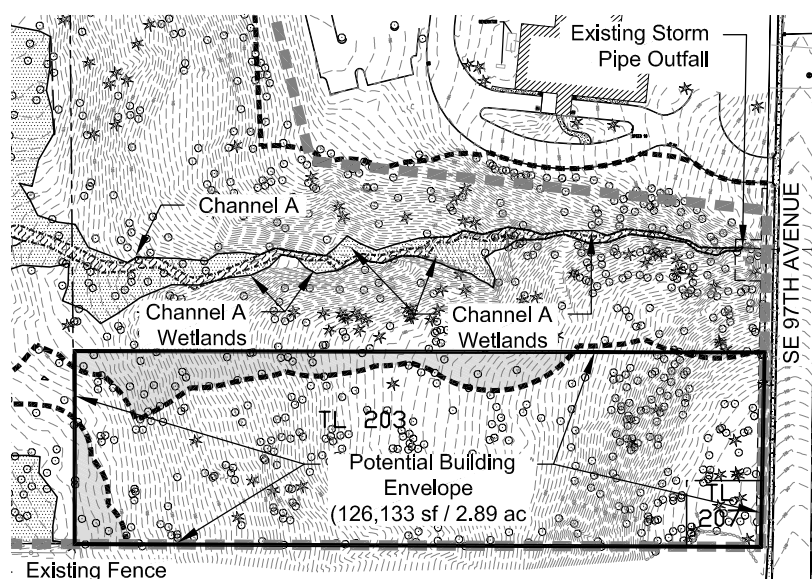 Existing Storm
Pipe Outfall
Channel A
SE 97TH AVENUE
Channel A
Wetlands
Channel A
Wetlands
TL 203
Potential Building
Envelope
(126,133 sf / 2.89 ac
TL
207
Existing Fence